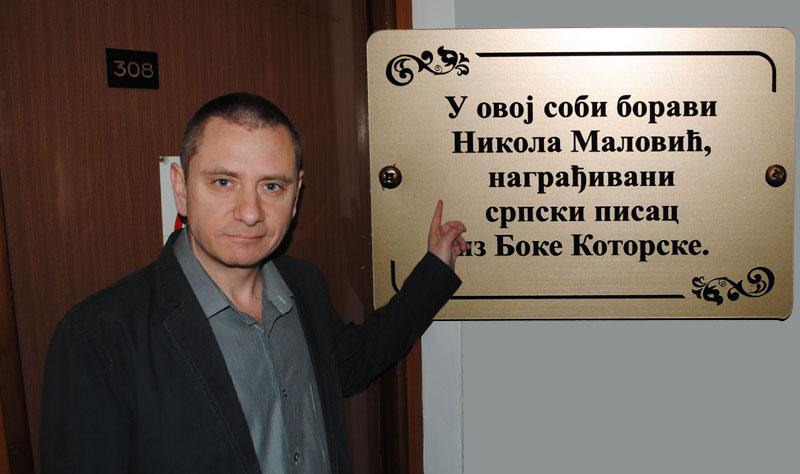 308
У овој соби борави
Никола Маловић,
награђивани
српски писац
из Боке Которске.